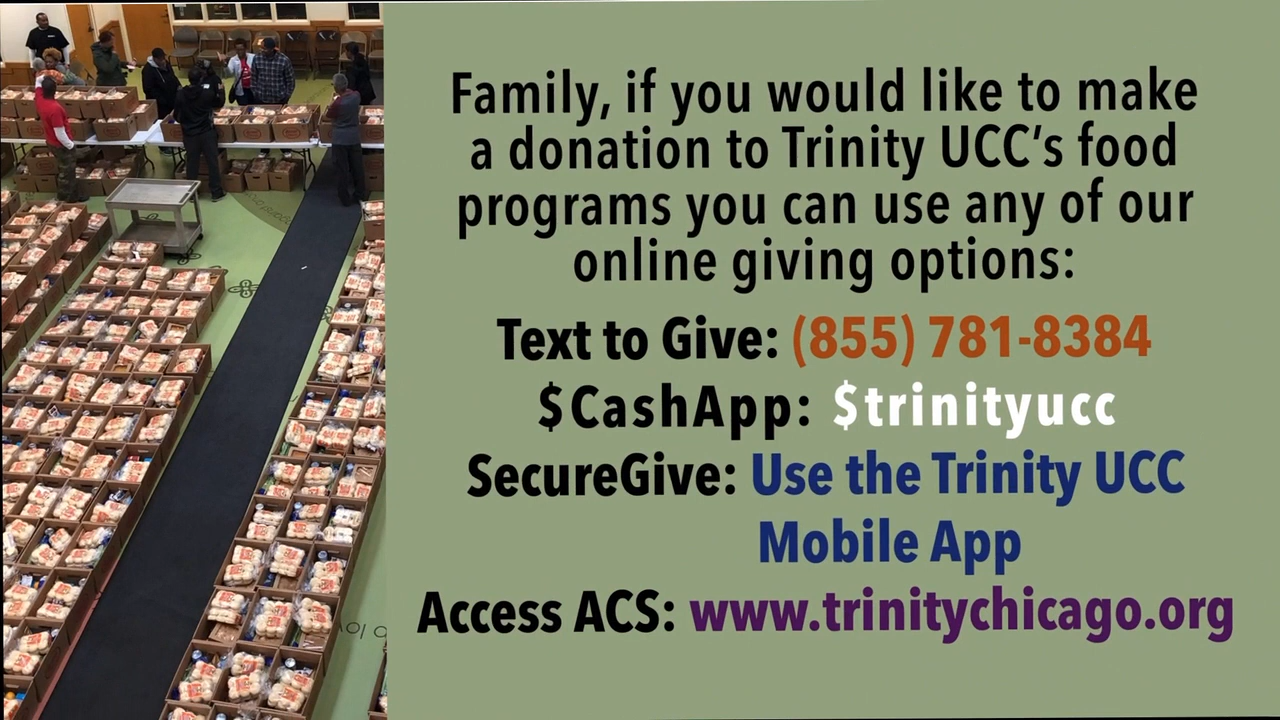 Family, if you would like to make
a donation to Trinity UCC's food
programs you can use any of our
online giving options:
Text to Give: (855) 781-8384
$CashApp: $trinityucc
SecureGive: Use the Trinity UCC
Mobile App
Access ACS: www.trinitychicago.org